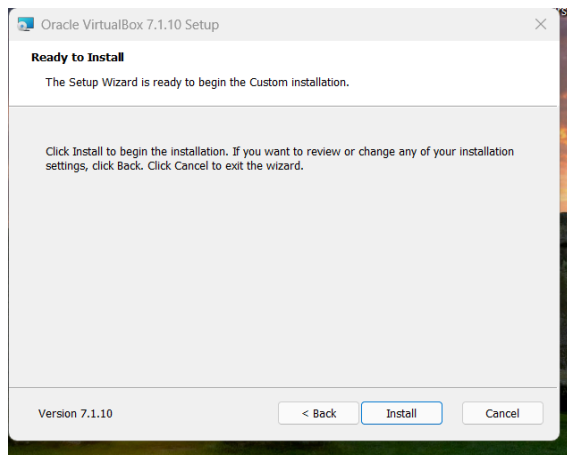 Oracle VirtualBox 7.1.10 Setup
Ready to Install
The Setup Wizard is ready to begin the Custom installation.
Click Install to begin the installation. If you want to review or change any of your installation
settings, click Back. Click Cancel to exit the wizard.
Version 7.1.10
< Back
Install
Cancel